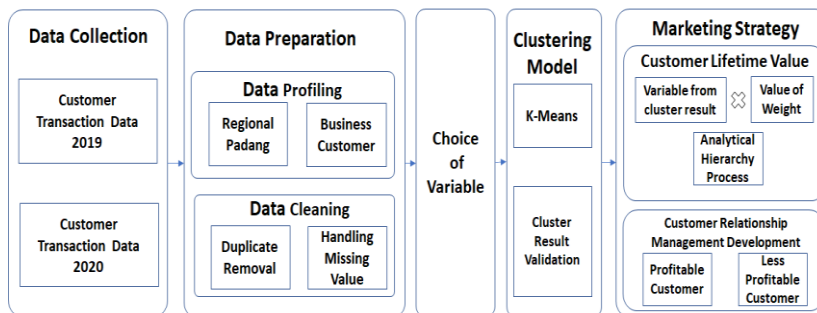 Data Collection
Customer
Transaction Data
2019
Customer
Transaction Data
2020
Data Preparation
Data Profiling
Regional
Padang
Business
Customer
Data Cleaning
Duplicate
Removal
Handling
Missing
Value
Choice
of
Variable
Clustering
Model
K-Means
Cluster
Result
Validation
Marketing Strategy
Customer Lifetime Value
Variable from
cluster result
Value of
Weight
Analytical
Hierarchy
Process
Customer Relationship
Management Development
Profitable
Customer
Less
Profitable
Customer